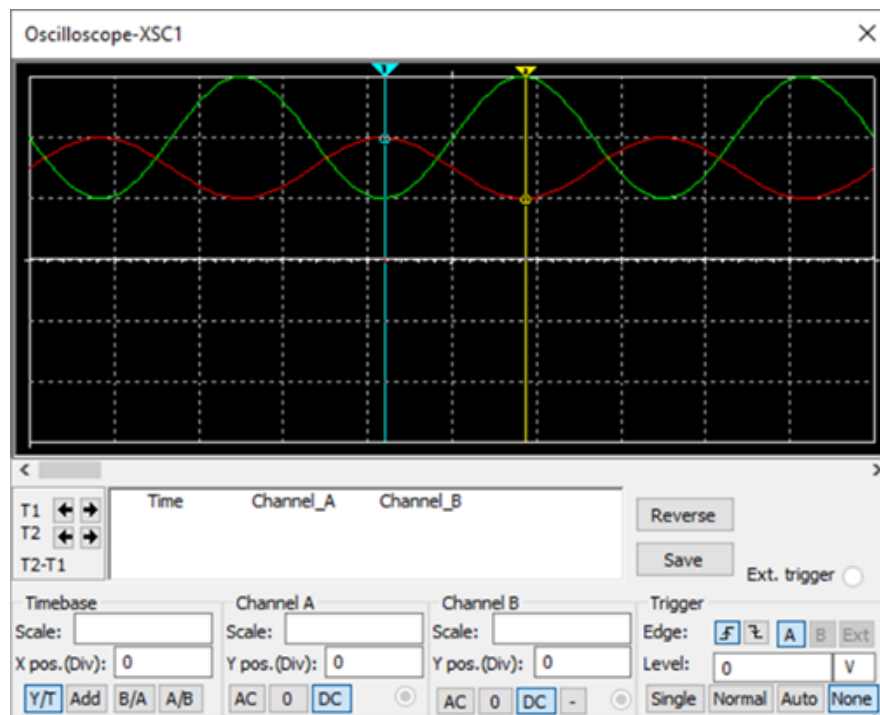 Oscilloscope-XSC1
1
2
Time Channel_A Channel_B
T1
T2
T2-T1
Reverse
Save
Ext. trigger
Timebase Channel A Channel B Trigger
Scale: Scale: Scale: Edge: A B Ext
X pos.(Div): 0 Y pos.(Div): 0 Y pos.(Div): 0 Level: 0 V
Y/T Add B/A A/B AC 0 DC AC 0 DC - Single Normal Auto None